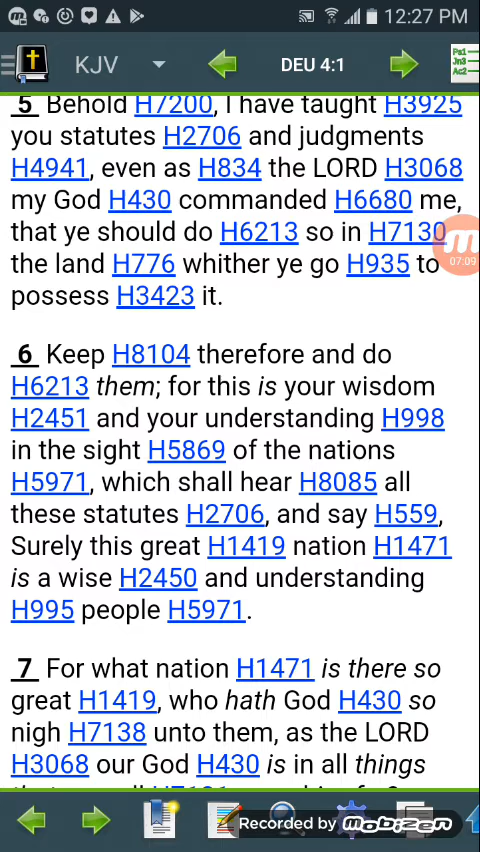 12:27 PM
KJV
DEU 4:1
Ps1
Jn3
Ac2
5 Behold H7200, I have taught H3925
you statutes H2706 and judgments
H4941, even as H834 the LORD H3068
my God H430 commanded H6680 me,
that ye should do H6213 so in H7130
the land H776 whither ye go H935 to
07:09
possess H3423 it.
6 Keep H8104 therefore and do
H6213 them; for this is your wisdom
H2451 and your understanding H998
in the sight H5869 of the nations
H5971, which shall hear H8085 all
these statutes H2706, and say H559,
Surely this great H1419 nation H1471
is a wise H2450 and understanding
H995 people H5971.
7 For what nation H1471 is there so
great H1419, who hath God H430 so
nigh H7138 unto them, as the LORD
H3068 our God H430 is in all things
Recorded by mobizen